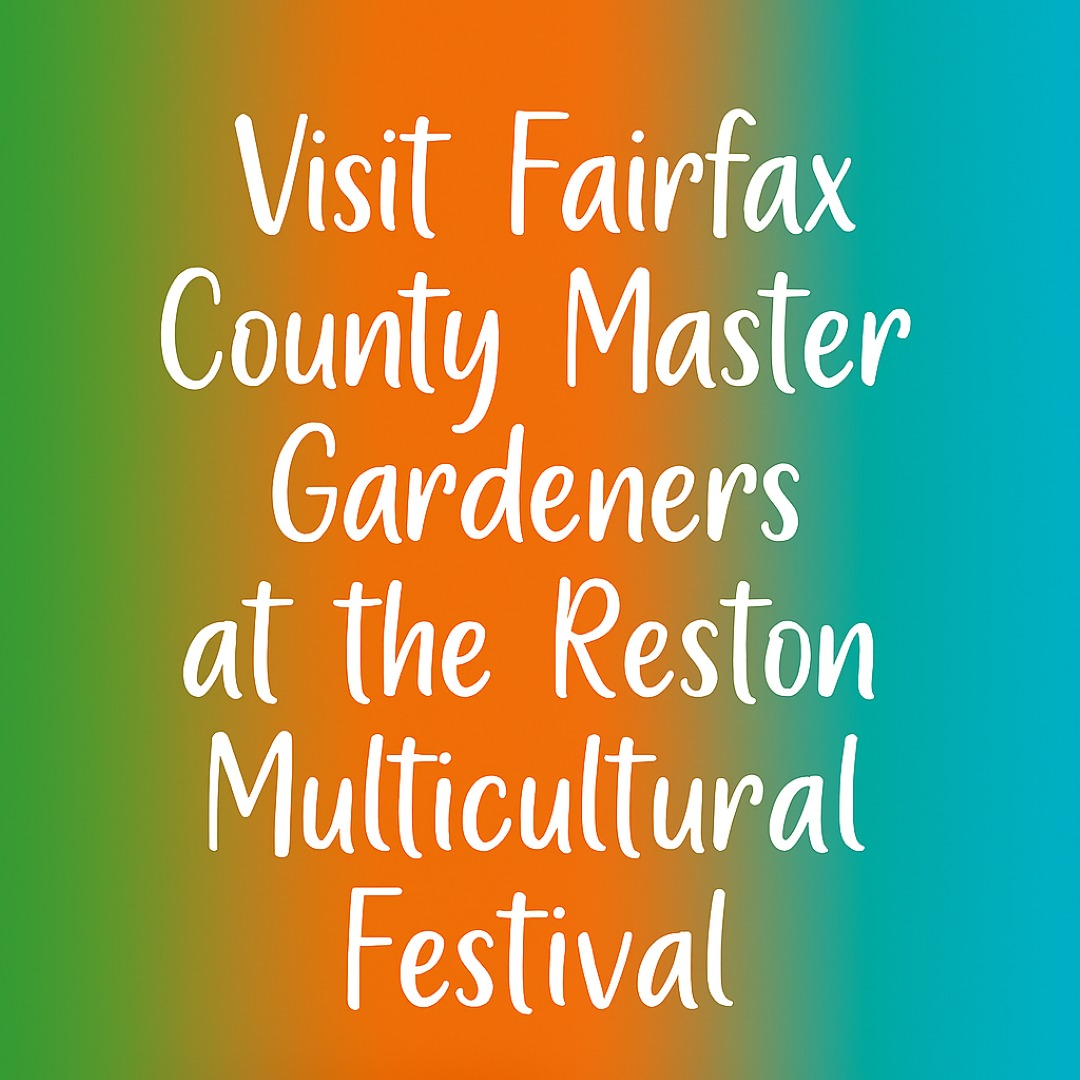 Visit Fairfax
County Master
Gardeners
at the Reston
Multicultural
Festival